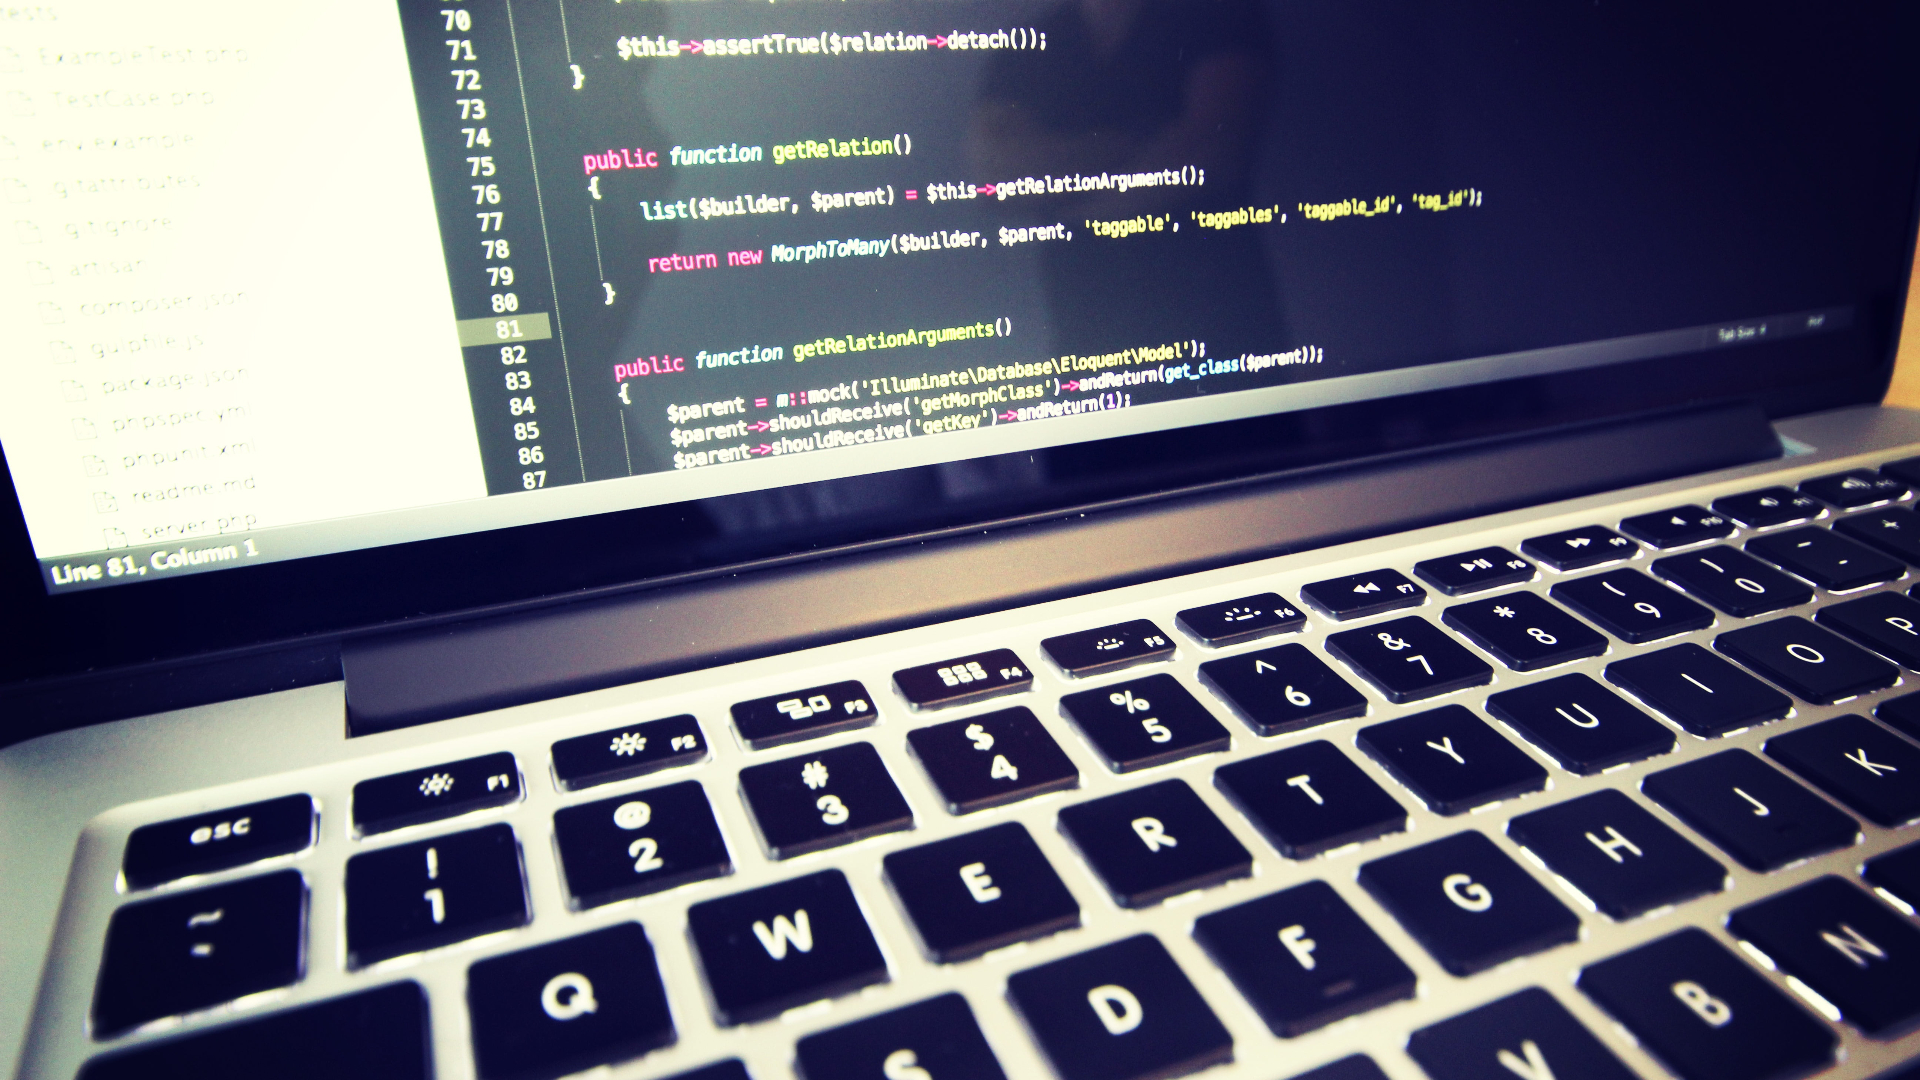 tests
ExampleTest.php
TestCase.php
env.example
.gitattributes
.gitignore
artisan
composer.json
gulpfile.js
package.json
phpspec.yml
phpunit.xml
readme.md
server.php
Line 81, Column 1
70
71 $this->assertTrue($relation->detach());
72 }
73
74
75 public function getRelation()
76 {
77 list($builder, $parent) = $this->getRelationArguments();
78
79 return new MorphToMany($builder, $parent, 'taggable', 'taggables', 'taggable_id', 'tag_id');
80 }
81
82
83 public function getRelationArguments()
84 {
85 $parent = m::mock('Illuminate\Database\Eloquent\Model');
86 $parent->shouldReceive('getMorphClass')->andReturn(get_class($parent));
87 $parent->shouldReceive('getKey')->andReturn(1);
Tab Size: 4 PHP
esc F1 F2 F3 F4 F5 F6 F7 F8 F9 F10 F11 F12
~ ! @ # $ % ^ & * ( ) - +
` 1 2 3 4 5 6 7 8 9 0 -
Q W E R T Y U I O P
S D F G H J K
V B N